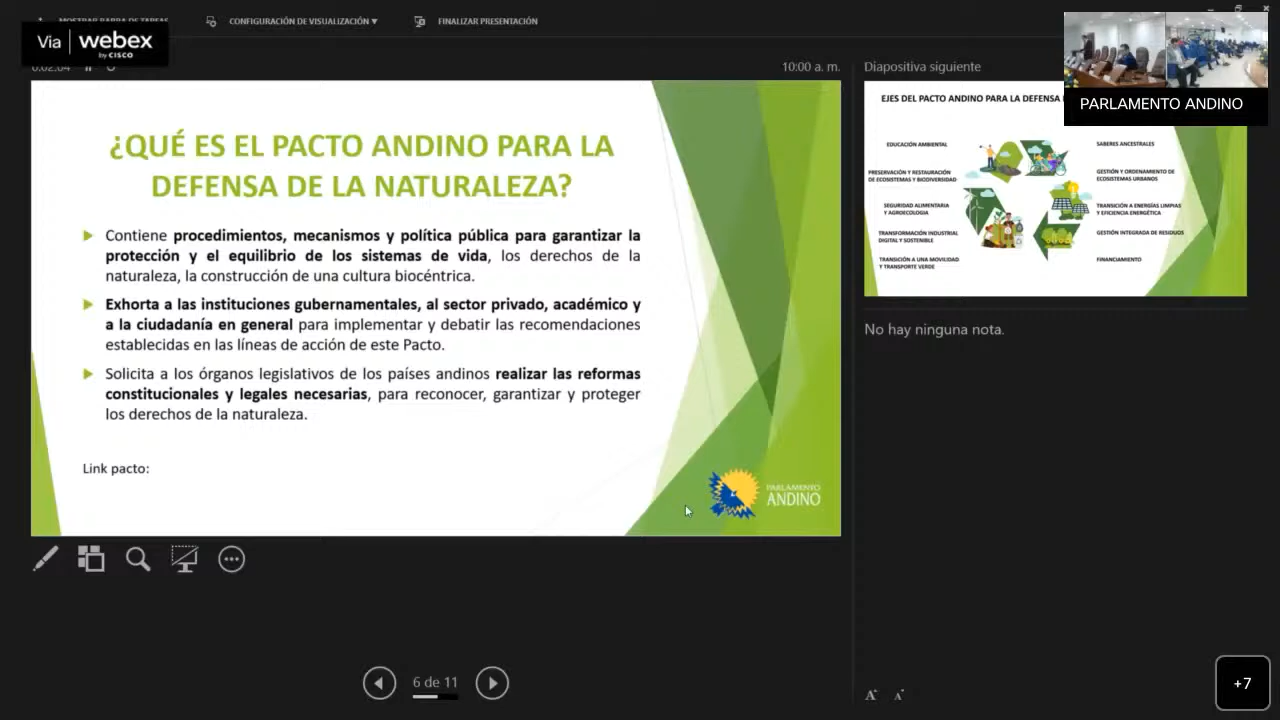 MOSTRAR BARRA DE TAREAS
CONFIGURACIÓN DE VISUALIZACIÓN ▼
FINALIZAR PRESENTACIÓN
Via webex
by CISCO
0:02:04
10:00 a. m.
Diapositiva siguiente
PARLAMENTO ANDINO
¿QUÉ ES EL PACTO ANDINO PARA LA
DEFENSA DE LA NATURALEZA?
Contiene procedimientos, mecanismos y política pública para garantizar la
protección y el equilibrio de los sistemas de vida, los derechos de la
naturaleza, la construcción de una cultura biocéntrica.
Exhorta a las instituciones gubernamentales, al sector privado, académico y
a la ciudadanía en general para implementar y debatir las recomendaciones
establecidas en las líneas de acción de este Pacto.
Solicita a los órganos legislativos de los países andinos realizar las reformas
constitucionales y legales necesarias, para reconocer, garantizar y proteger
los derechos de la naturaleza.
Link pacto:
PARLAMENTO
ANDINO
EJES DEL PACTO ANDINO PARA LA DEFENSA
EDUCACIÓN AMBIENTAL
PRESERVACIÓN Y RESTAURACIÓN
DE ECOSISTEMAS Y BIODIVERSIDAD
SEGURIDAD ALIMENTARIA
Y AGROECOLOGIA
TRANSFORMACIÓN INDUSTRIAL
DIGITAL Y SOSTENIBLE
TRANSICIÓN A UNA MOVILIDAD
Y TRANSPORTE VERDE
SABERES ANCESTRALES
GESTIÓN Y ORDENAMIENTO DE
ECOSISTEMAS URBANOS
TRANSICIÓN A ENERGÍAS LIMPIAS
Y EFICIENCIA ENERGÉTICA
GESTIÓN INTEGRADA DE RESIDUOS
FINANCIAMIENTO
No hay ninguna nota.
6 de 11
A A
+7